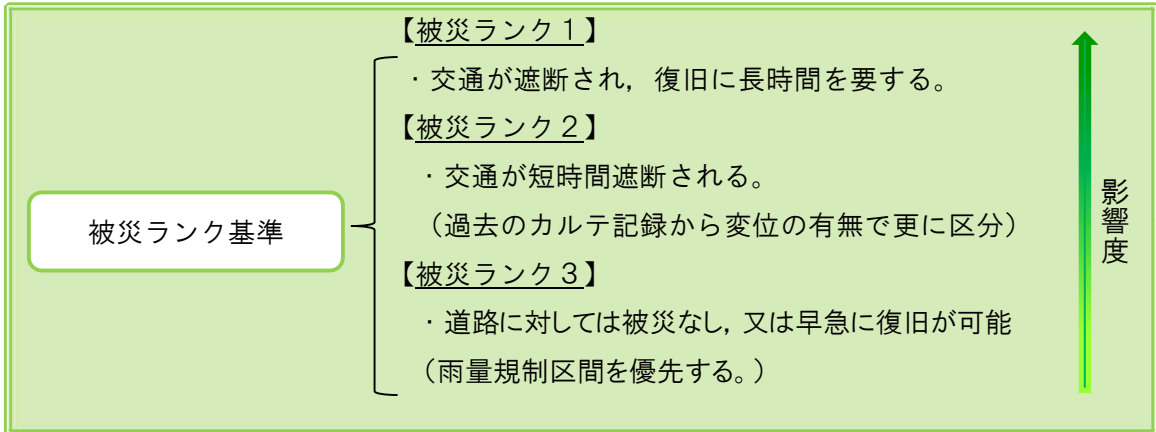 【被災ランク１】
・交通が遮断され，復旧に長時間を要する。
【被災ランク２】
・交通が短時間遮断される。
（過去のカルテ記録から変位の有無で更に区分）
被災ランク基準
【被災ランク３】
・道路に対しては被災なし，又は早急に復旧が可能
（雨量規制区間を優先する。）
影響度